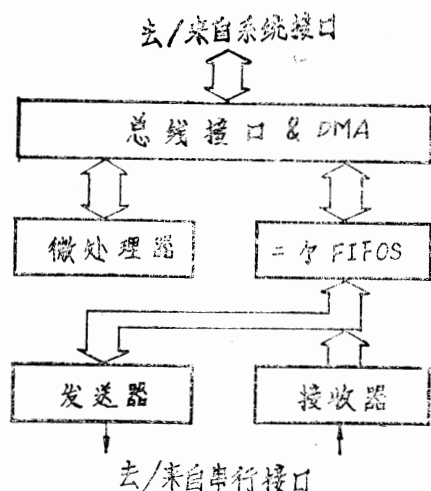 去/来自系统接口
总线接口 & DMA
微处理器
二个 FIFOS
发送器
接收器
去/来自串行接口